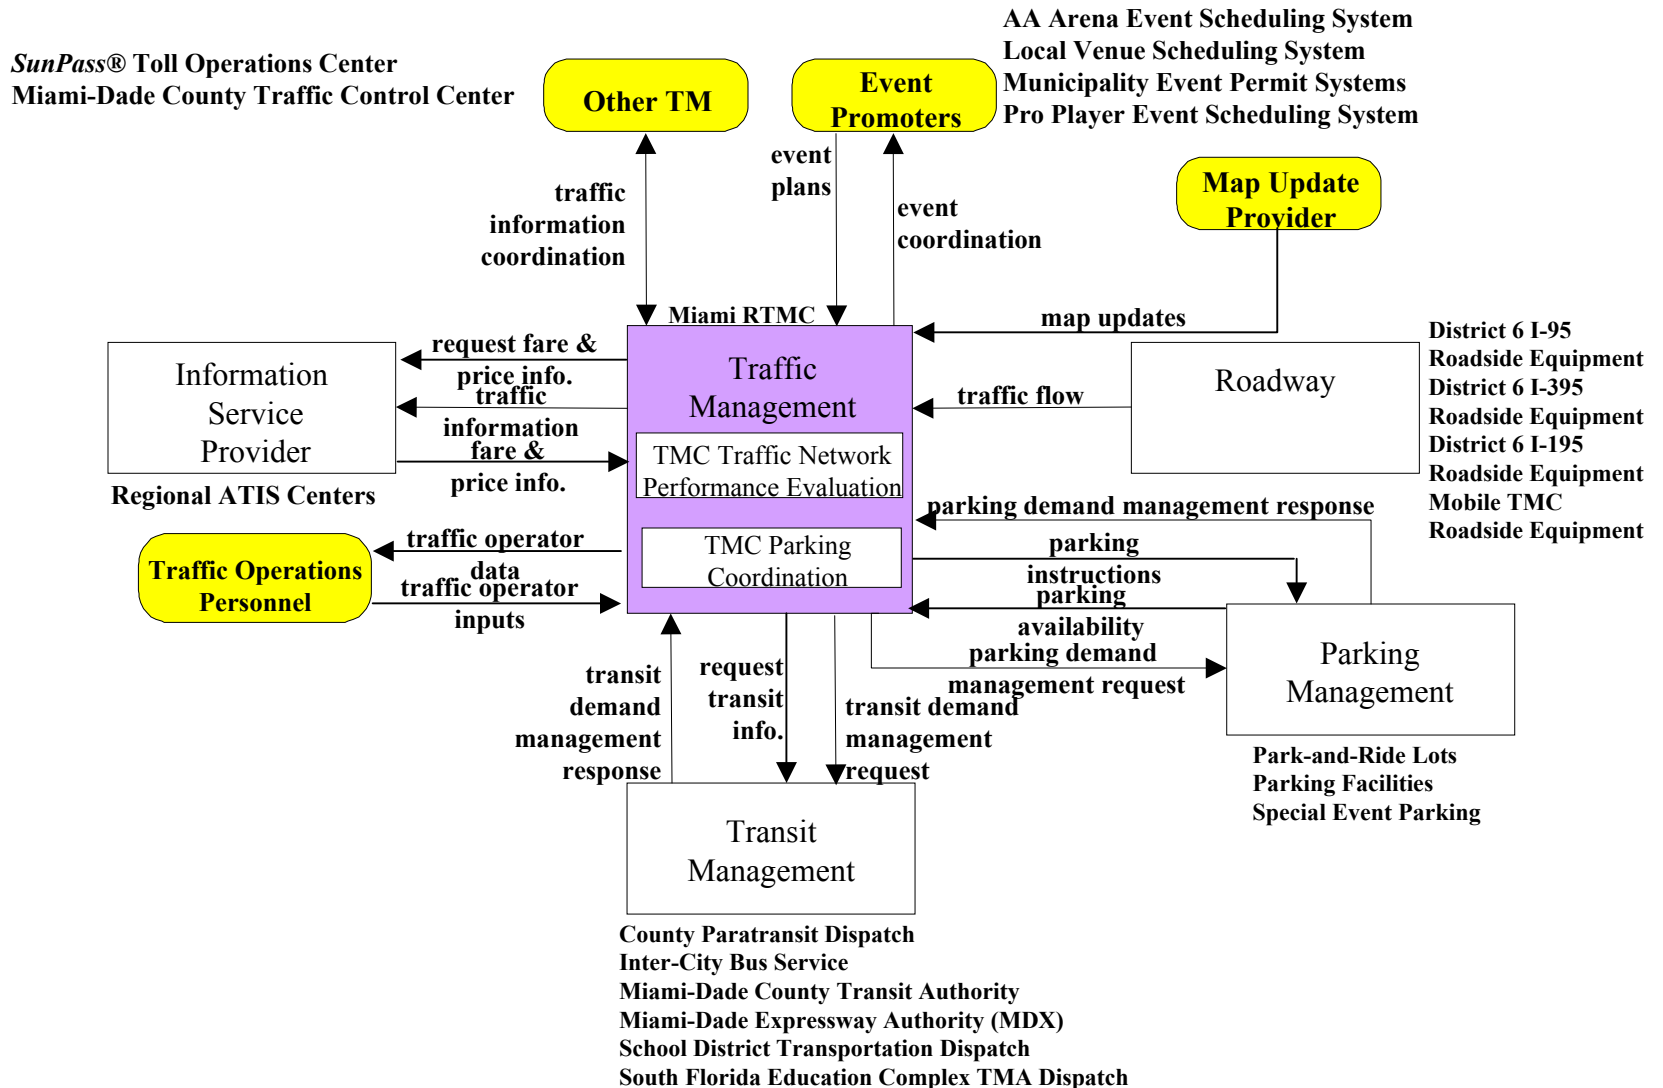 AA Arena Event Scheduling System
Local Venue Scheduling System
Municipality Event Permit Systems
Pro Player Event Scheduling System
SunPass® Toll Operations Center
Miami-Dade County Traffic Control Center
Other TM
Event
Promoters
event
plans
traffic
information
coordination
event
coordination
Map Update
Provider
Miami RTMC
map updates
request fare &
price info.
traffic
information
fare &
price info.
Information
Service
Provider
Regional ATIS Centers
Traffic
Management
TMC Traffic Network
Performance Evaluation
TMC Parking
Coordination
traffic flow
Roadway
District 6 I-95
Roadside Equipment
District 6 I-395
Roadside Equipment
District 6 I-195
Roadside Equipment
Mobile TMC
Roadside Equipment
parking demand management response
parking
instructions
parking
availability
parking demand
management request
Traffic Operations
Personnel
traffic operator
data
traffic operator
inputs
Parking
Management
Park-and-Ride Lots
Parking Facilities
Special Event Parking
transit
demand
management
response
request
transit
info.
transit demand
management
request
Transit
Management
County Paratransit Dispatch
Inter-City Bus Service
Miami-Dade County Transit Authority
Miami-Dade Expressway Authority (MDX)
School District Transportation Dispatch
South Florida Education Complex TMA Dispatch